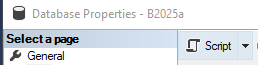 Database Properties - B2025a
Select a page
General
Script